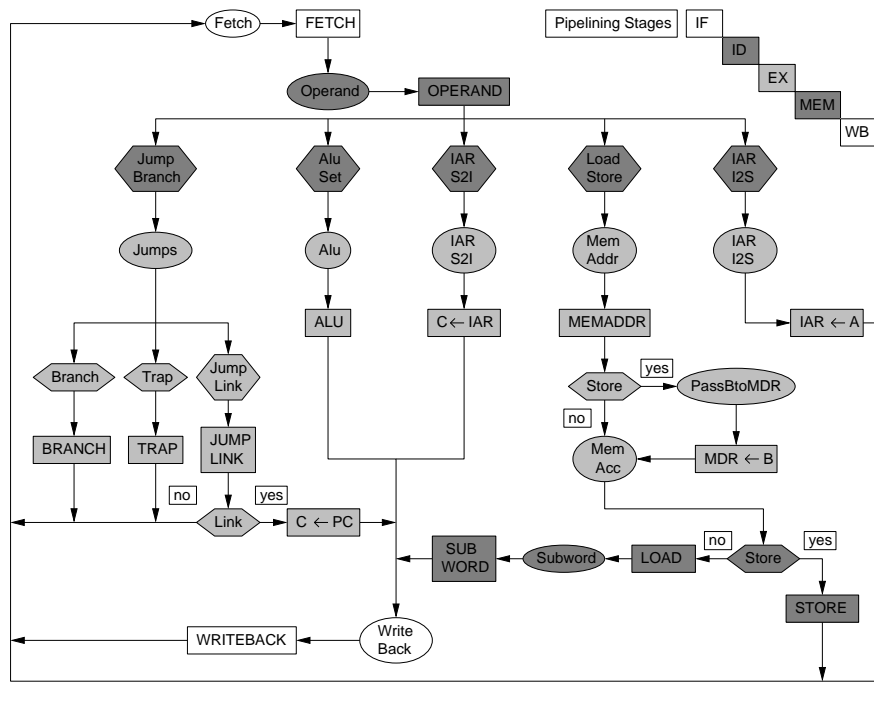 Fetch
FETCH
Pipelining Stages
IF
ID
EX
MEM
WB
Operand
OPERAND
Jump
Branch
Alu
Set
IAR
S2I
Load
Store
IAR
I2S
Jumps
Alu
IAR
S2I
Mem
Addr
IAR
I2S
ALU
C ← IAR
MEMADDR
IAR ← A
Branch
Trap
Jump
Link
Store
yes
PassBtoMDR
no
BRANCH
TRAP
JUMP
LINK
Mem
Acc
MDR ← B
no
yes
Link
C ← PC
SUB
WORD
Subword
LOAD
no
Store
yes
STORE
WRITEBACK
Write
Back